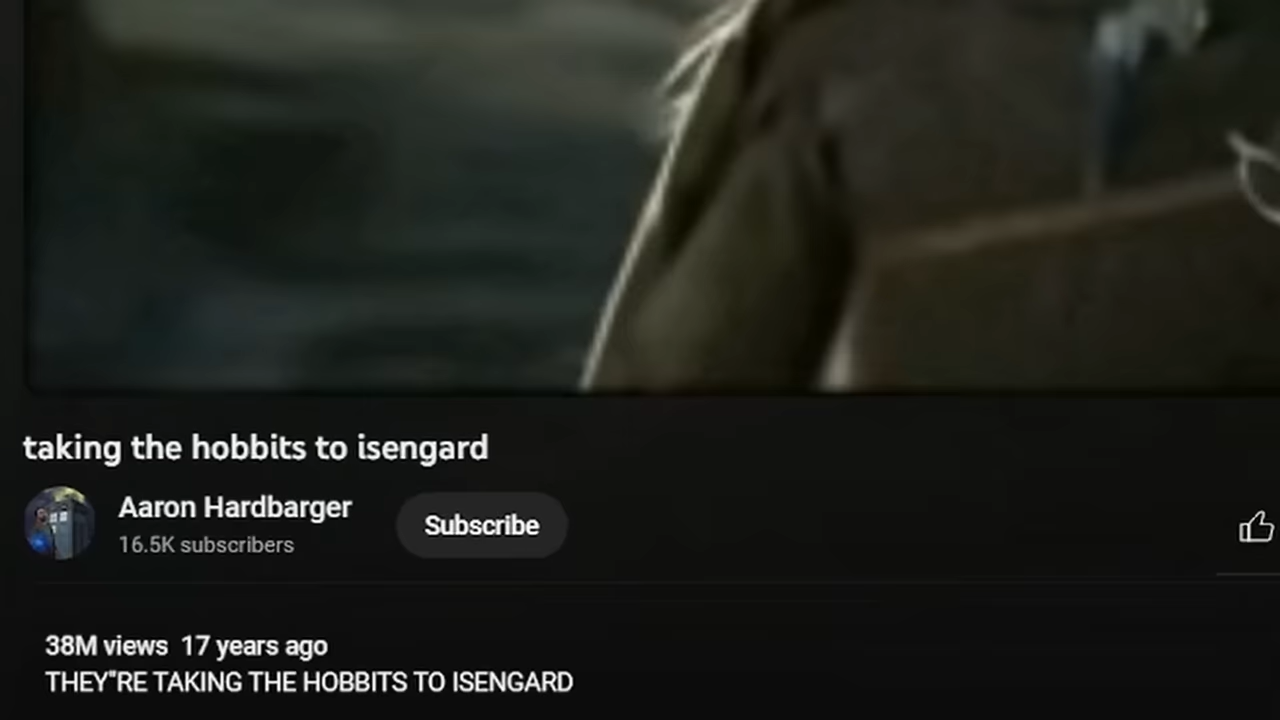 taking the hobbits to isengard
Aaron Hardbarger
Subscribe
16.5K subscribers
38M views 17 years ago
THEY"RE TAKING THE HOBBITS TO ISENGARD